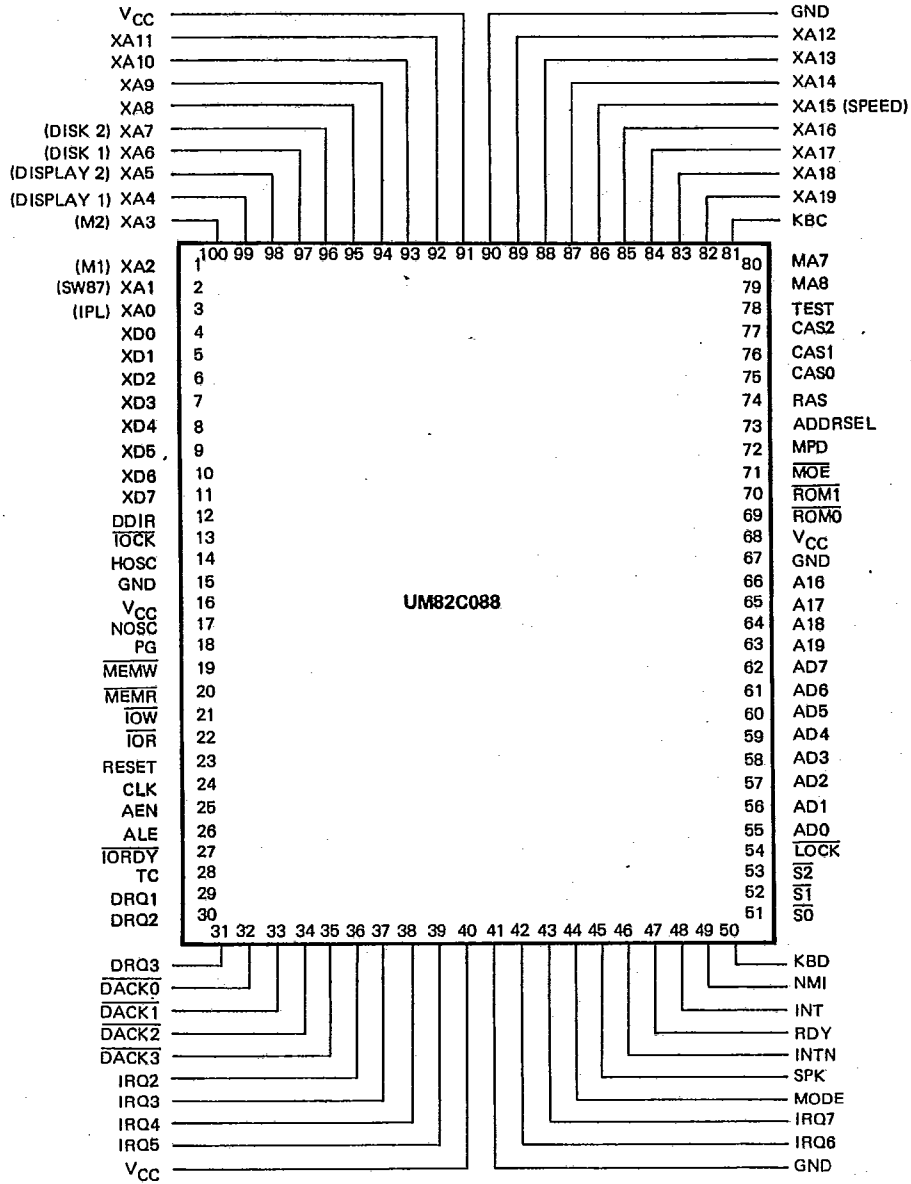 VCC
XA11
XA10
XA9
XA8
(DISK 2) XA7
(DISK 1) XA6
(DISPLAY 2) XA5
(DISPLAY 1) XA4
(M2) XA3
GND
XA12
XA13
XA14
XA15 (SPEED)
XA16
XA17
XA18
XA19
KBC
100 99 98 97 96 95 94 93 92 91 90 89 88 87 86 85 84 83 82 81
(M1) XA2 1
(SW87) XA1 2
(IPL) XA0 3
XD0 4
XD1 5
XD2 6
XD3 7
XD4 8
XD5 9
XD6 10
XD7 11
DDIR 12
IOCK 13
HOSC 14
GND 15
VCC 16
NOSC 17
PG 18
MEMW 19
MEMR 20
IOW 21
IOR 22
RESET 23
CLK 24
AEN 25
ALE 26
IORDY 27
TC 28
DRQ1 29
DRQ2 30
UM82C088
80 MA7
79 MA8
78 TEST
77 CAS2
76 CAS1
75 CAS0
74 RAS
73 ADDRSEL
72 MPD
71 MOE
70 ROM1
69 ROM0
68 VCC
67 GND
66 A16
65 A17
64 A18
63 A19
62 AD7
61 AD6
60 AD5
59 AD4
58 AD3
57 AD2
56 AD1
55 AD0
54 LOCK
53 S2
52 S1
51 S0
31 32 33 34 35 36 37 38 39 40 41 42 43 44 45 46 47 48 49 50
DRQ3
DACK0
DACK1
DACK2
DACK3
IRQ2
IRQ3
IRQ4
IRQ5
VCC
KBD
NMI
INT
RDY
INTN
SPK
MODE
IRQ7
IRQ6
GND